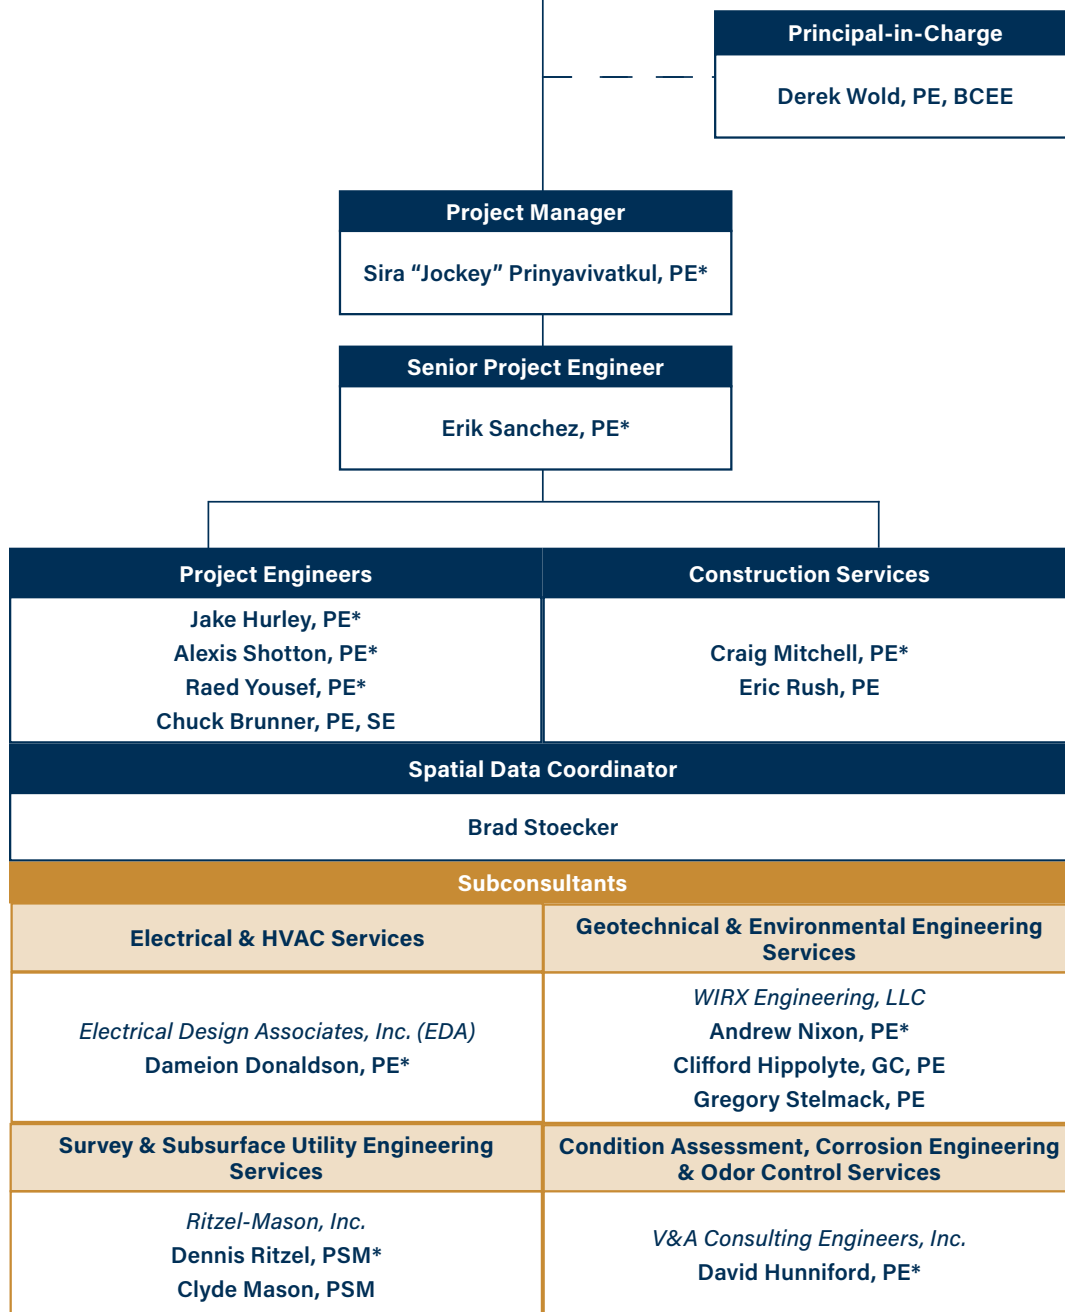 Principal-in-Charge
Derek Wold, PE, BCEE
Project Manager
Sira “Jockey” Prinyavivatkul, PE*
Senior Project Engineer
Erik Sanchez, PE*
Project Engineers
Jake Hurley, PE*
Alexis Shotton, PE*
Raed Yousef, PE*
Chuck Brunner, PE, SE
Construction Services
Craig Mitchell, PE*
Eric Rush, PE
Spatial Data Coordinator
Brad Stoecker
Subconsultants
Electrical & HVAC Services
Electrical Design Associates, Inc. (EDA)
Dameion Donaldson, PE*
Geotechnical & Environmental Engineering
Services
WIRX Engineering, LLC
Andrew Nixon, PE*
Clifford Hippolyte, GC, PE
Gregory Stelmack, PE
Survey & Subsurface Utility Engineering
Services
Ritzel-Mason, Inc.
Dennis Ritzel, PSM*
Clyde Mason, PSM
Condition Assessment, Corrosion Engineering
& Odor Control Services
V&A Consulting Engineers, Inc.
David Hunniford, PE*